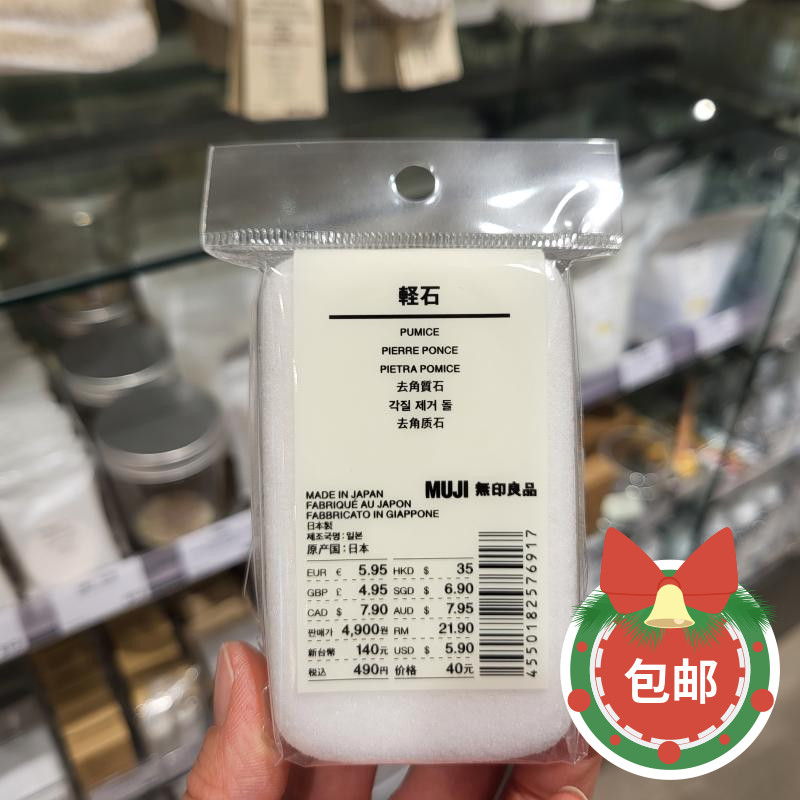 軽石
PUMICE
PIERRE PONCE
PIETRA POMICE
去角質石
각질 제거 돌
去角质石
MUJI 無印良品
MADE IN JAPAN
FABRIQUÉ AU JAPON
FABBRICATO IN GIAPPONE
日本製
제조국명 : 일본
原产国 : 日本
EUR € 5.95 HKD $ 35
GBP £ 4.95 SGD $ 6.90
CAD $ 7.90 AUD $ 7.95
판매가 4,900원 RM 21.90
新台幣 140元 USD $ 5.90
税込 490円 价格 40元
4550182576917
包邮